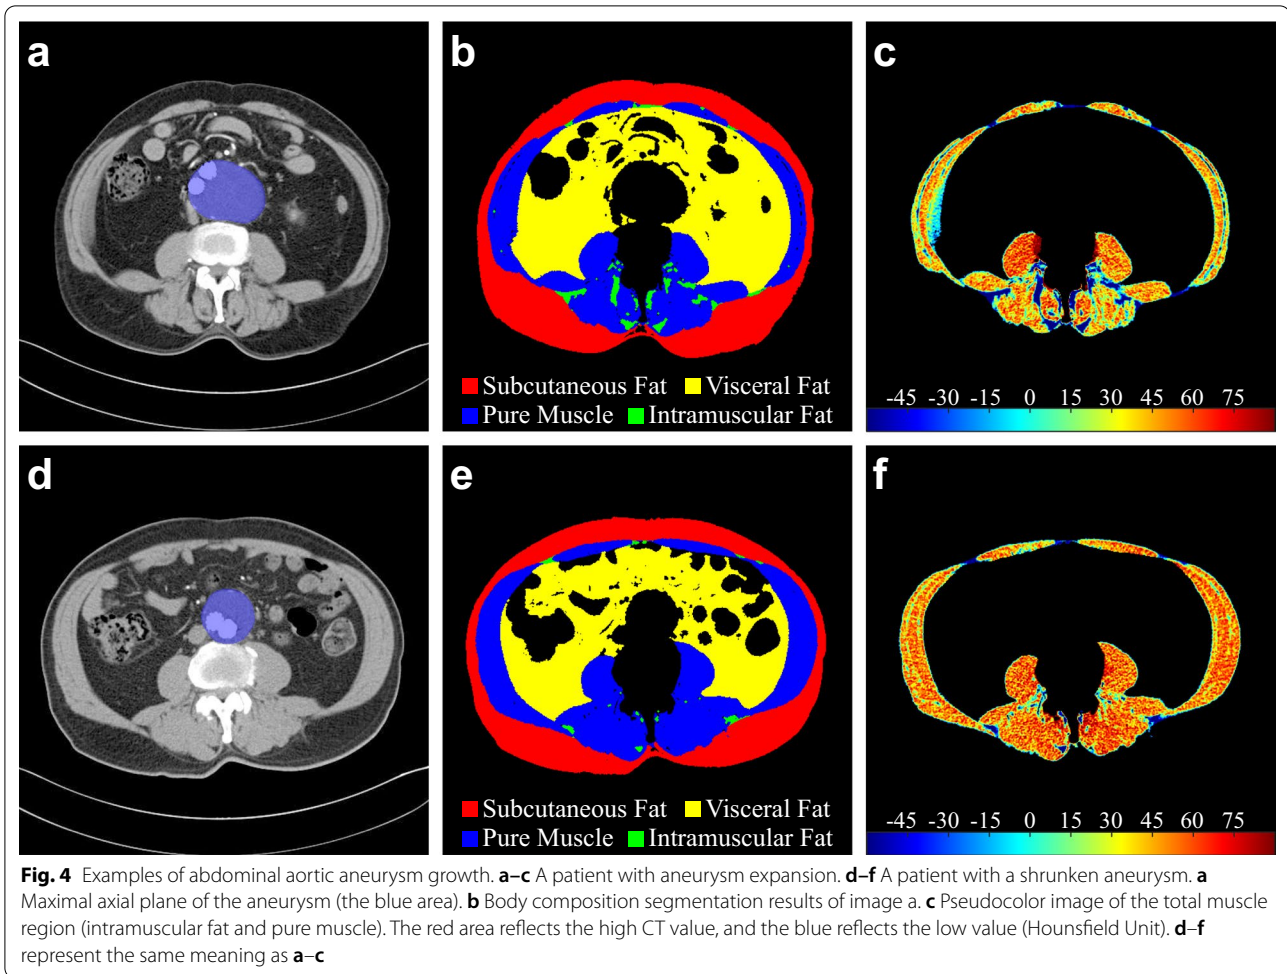 a
b
c
Subcutaneous Fat Visceral Fat
Pure Muscle Intramuscular Fat
-45 -30 -15 0 15 30 45 60 75
d
e
f
Subcutaneous Fat Visceral Fat
Pure Muscle Intramuscular Fat
-45 -30 -15 0 15 30 45 60 75
Fig. 4 Examples of abdominal aortic aneurysm growth. a–c A patient with aneurysm expansion. d–f A patient with a shrunken aneurysm. a
Maximal axial plane of the aneurysm (the blue area). b Body composition segmentation results of image a. c Pseudocolor image of the total muscle
region (intramuscular fat and pure muscle). The red area reflects the high CT value, and the blue reflects the low value (Hounsfield Unit). d–f
represent the same meaning as a–c